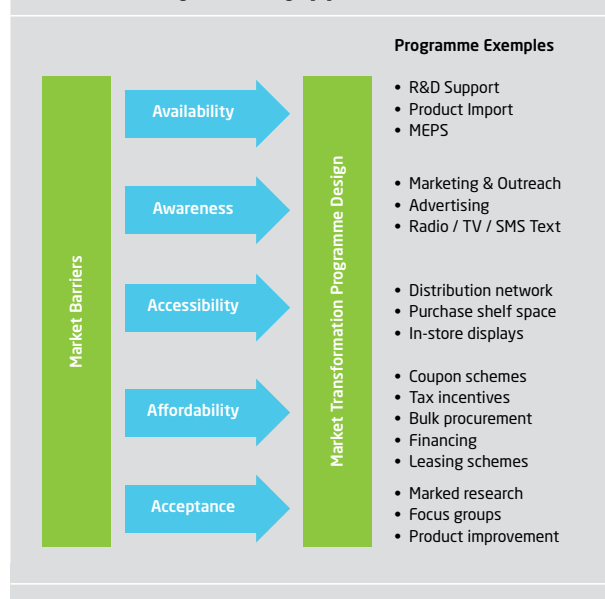 Programme Examples
Market Barriers
Availability
Awareness
Accessibility
Affordability
Acceptance
Market Transformation Programme Design
• R&D Support
• Product Import
• MEPS
• Marketing & Outreach
• Advertising
• Radio / TV / SMS Text
• Distribution network
• Purchase shelf space
• In-store displays
• Coupon schemes
• Tax incentives
• Bulk procurement
• Financing
• Leasing schemes
• Marked research
• Focus groups
• Product improvement